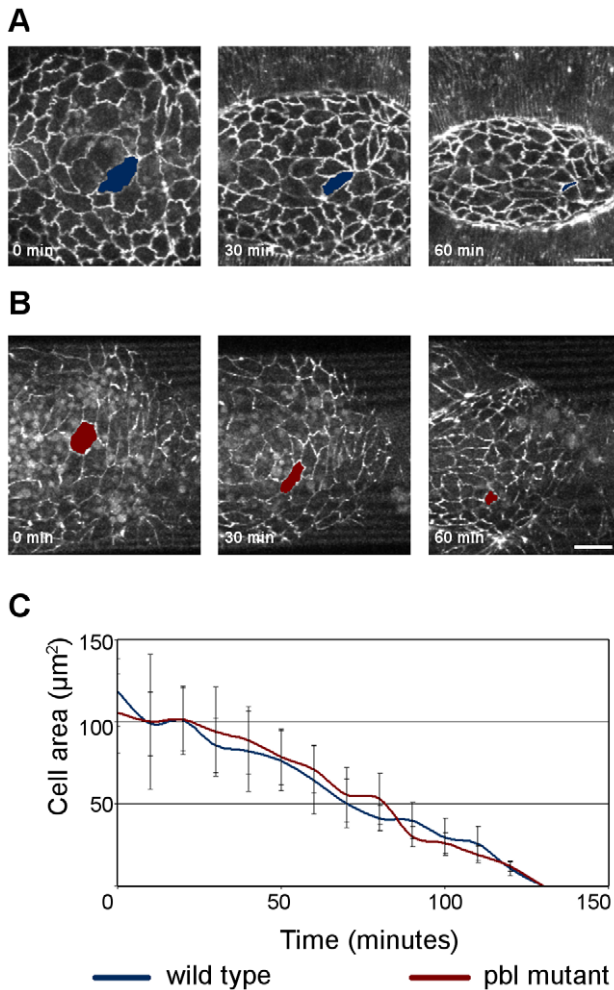 A
0 min 30 min 60 min
B
0 min 30 min 60 min
C
150
100
50
Cell area (µm²)
0 50 100 150
Time (minutes)
wild type pbl mutant